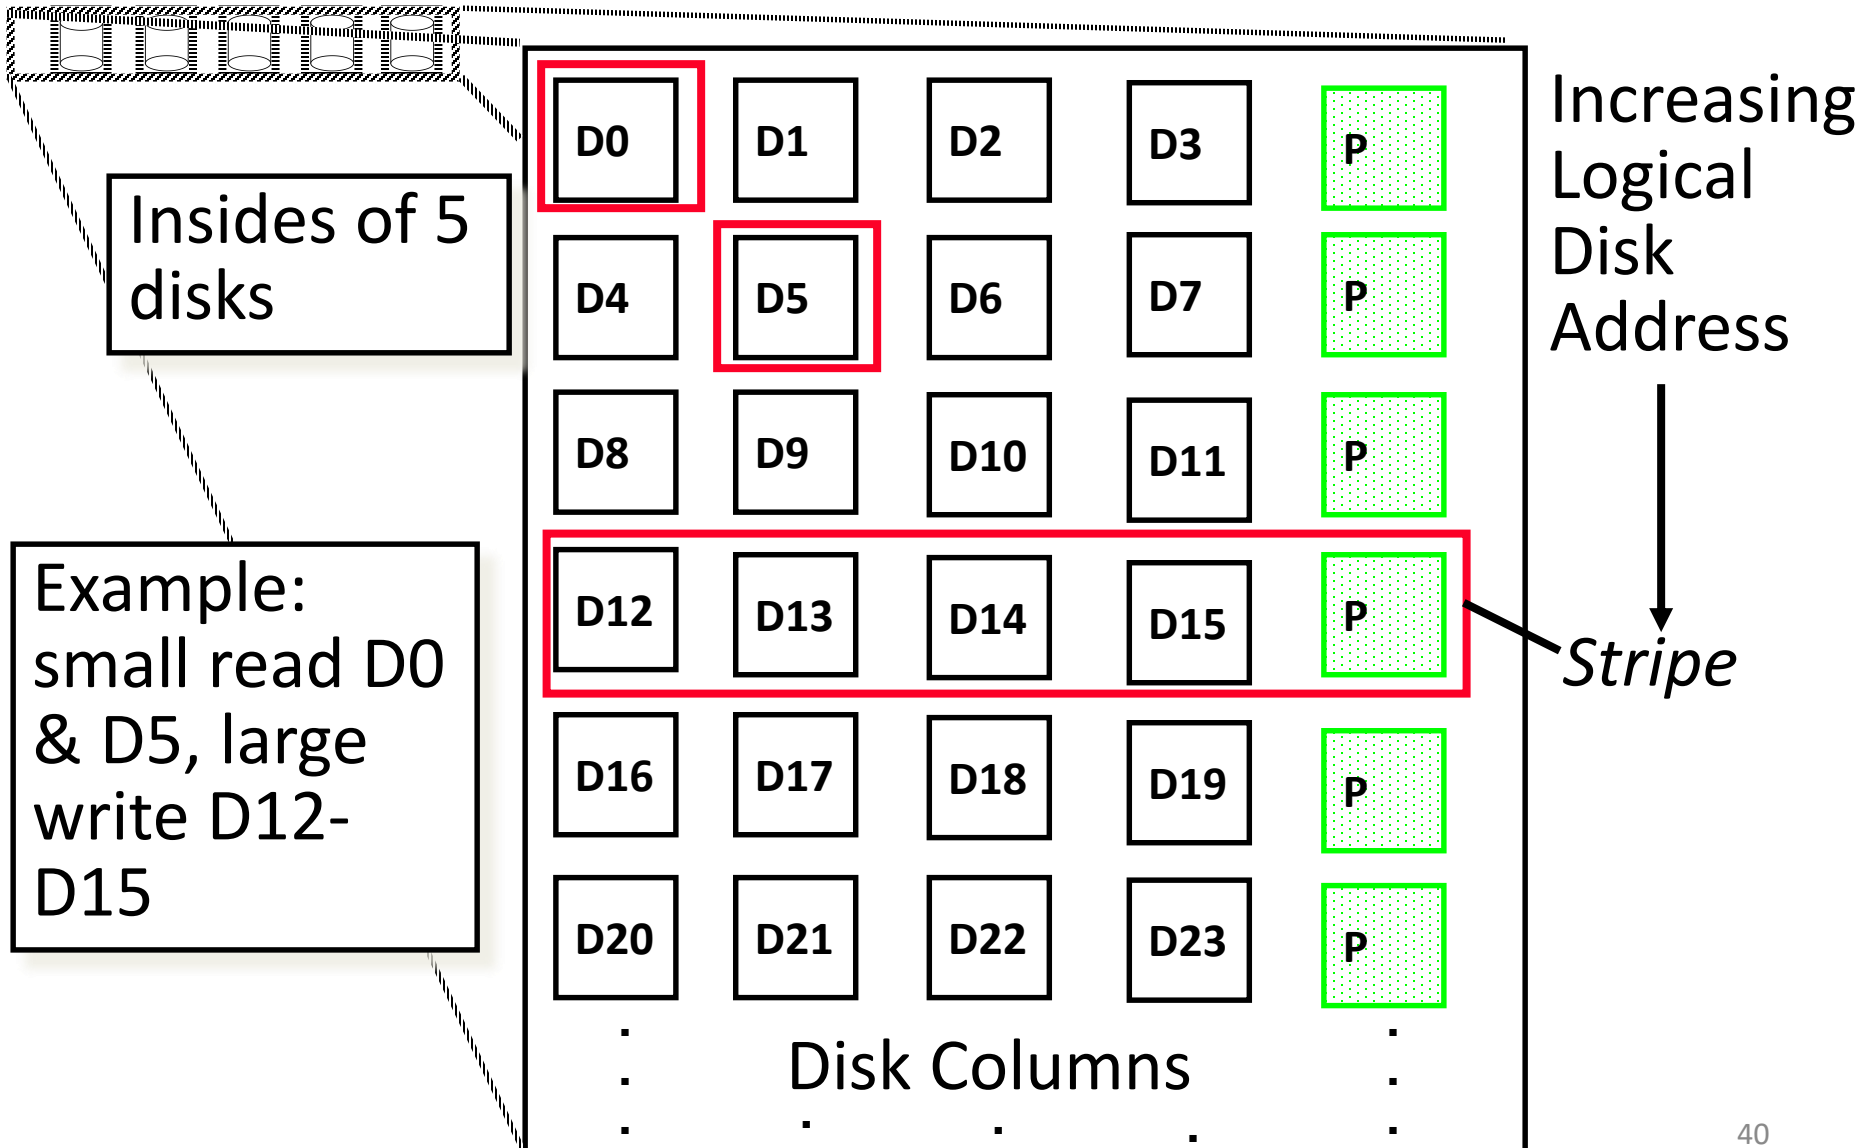 Insides of 5
disks
Example:
small read D0
& D5, large
write D12-
D15
D0 D1 D2 D3 P
D4 D5 D6 D7 P
D8 D9 D10 D11 P
D12 D13 D14 D15 P
D16 D17 D18 D19 P
D20 D21 D22 D23 P
Disk Columns
Increasing
Logical
Disk
Address
Stripe
40